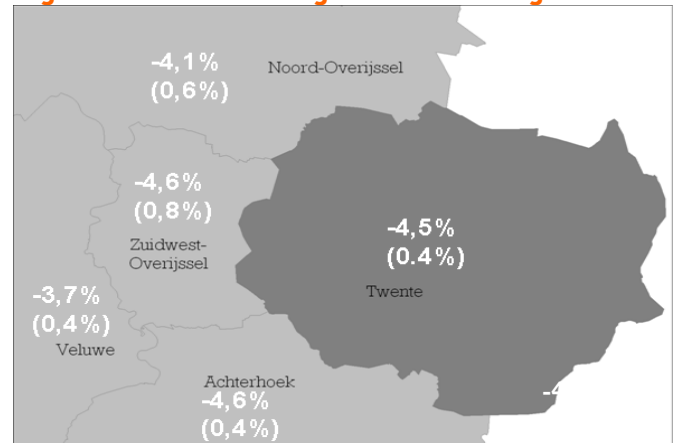 -4,1%
(0,6%)
Noord-Overijssel
-4,6%
(0,8%)
Zuidwest-
Overijssel
-4,5%
(0.4%)
Twente
-3,7%
(0,4%)
Veluwe
Achterhoek
-4,6%
(0,4%)